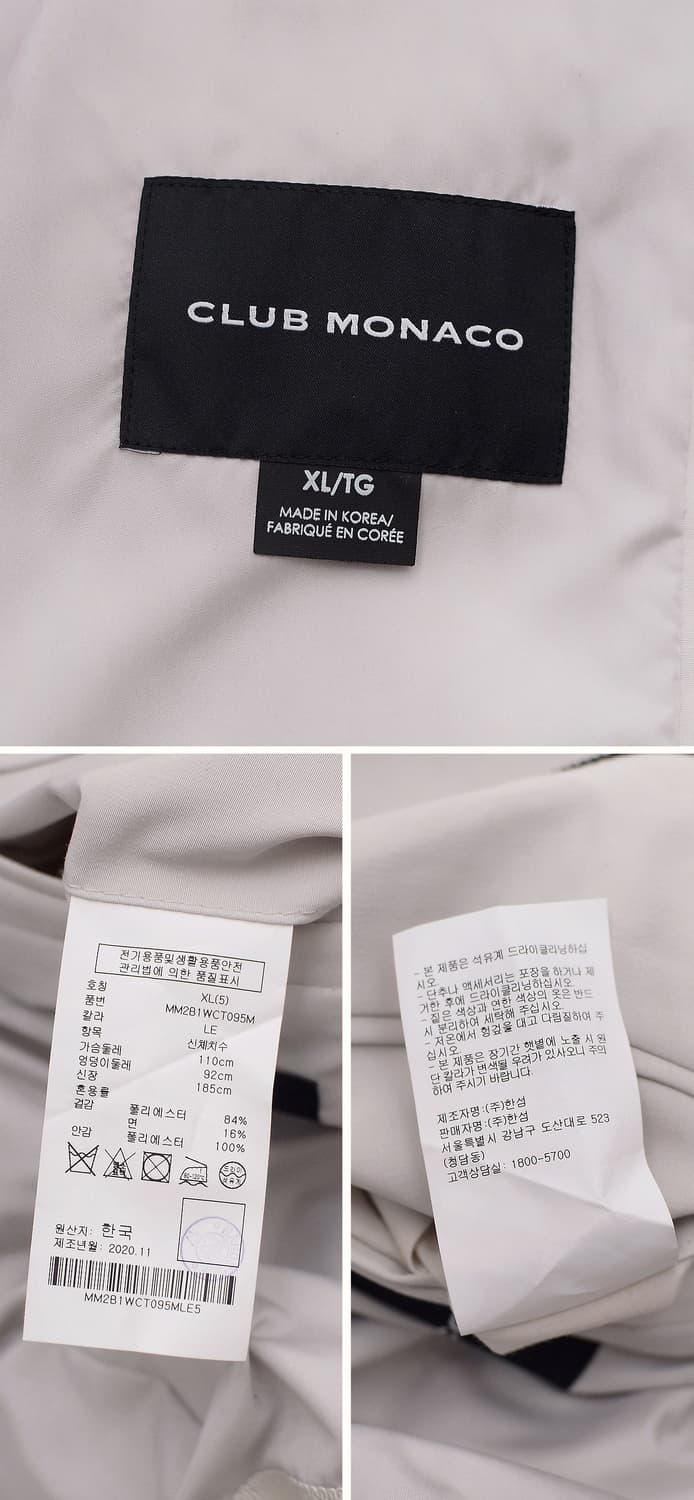 CLUB MONACO
XL/TG
MADE IN KOREA/
FABRIQUÉ EN CORÉE
전기용품및생활용품안전
관리법에 의한 품질표시
호칭 XL(5)
품번 MM2B1WCT095M
칼라 LE
항목 신체치수
가슴둘레 110cm
엉덩이둘레 92cm
신장 185cm
혼용률
겉감 폴리에스터 84%
면 16%
안감 폴리에스터 100%
80~120℃
드라이
석유계
원산지: 한국
제조년월: 2020.11
MM2B1WCT095MLE5
- 본 제품은 석유계 드라이클리닝하십
시오.
- 단추나 액세서리는 포장을 하거나 제
거한 후에 드라이클리닝하십시오.
- 짙은 색상과 연한 색상의 옷은 반드
시 분리하여 세탁해 주십시오.
- 저온에서 헝겊을 대고 다림질하여 주
십시오.
- 본 제품은 장기간 햇볕에 노출 시 원
단 칼라가 변색될 우려가 있사오니 주의
하여 주시기 바랍니다.
제조자명:(주)한섬
판매자명:(주)한섬
서울특별시 강남구 도산대로 523
(청담동)
고객상담실: 1800-5700